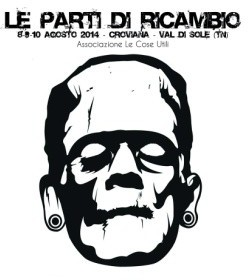 LE PARTI DI RICAMBIO
8-9-10 AGOSTO 2014 - CROVIANA - VAL DI SOLE (TN)
Associazione Le Cose Utili